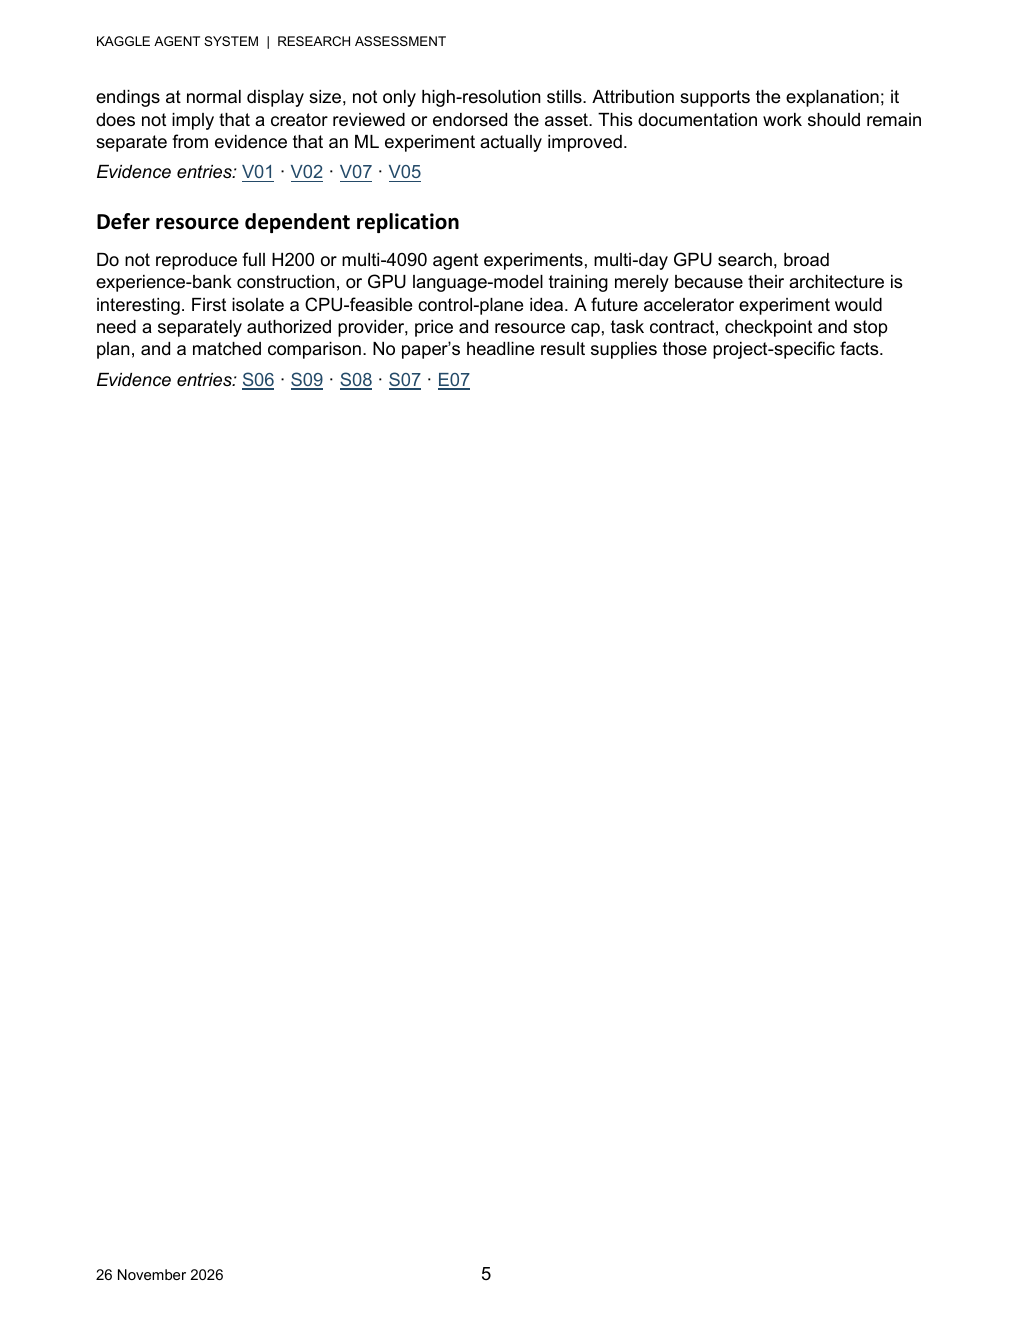 KAGGLE AGENT SYSTEM | RESEARCH ASSESSMENT
endings at normal display size, not only high-resolution stills. Attribution supports the explanation; it
does not imply that a creator reviewed or endorsed the asset. This documentation work should remain
separate from evidence that an ML experiment actually improved.
Evidence entries: V01 · V02 · V07 · V05
Defer resource dependent replication
Do not reproduce full H200 or multi-4090 agent experiments, multi-day GPU search, broad
experience-bank construction, or GPU language-model training merely because their architecture is
interesting. First isolate a CPU-feasible control-plane idea. A future accelerator experiment would
need a separately authorized provider, price and resource cap, task contract, checkpoint and stop
plan, and a matched comparison. No paper’s headline result supplies those project-specific facts.
Evidence entries: S06 · S09 · S08 · S07 · E07
26 November 2026 5